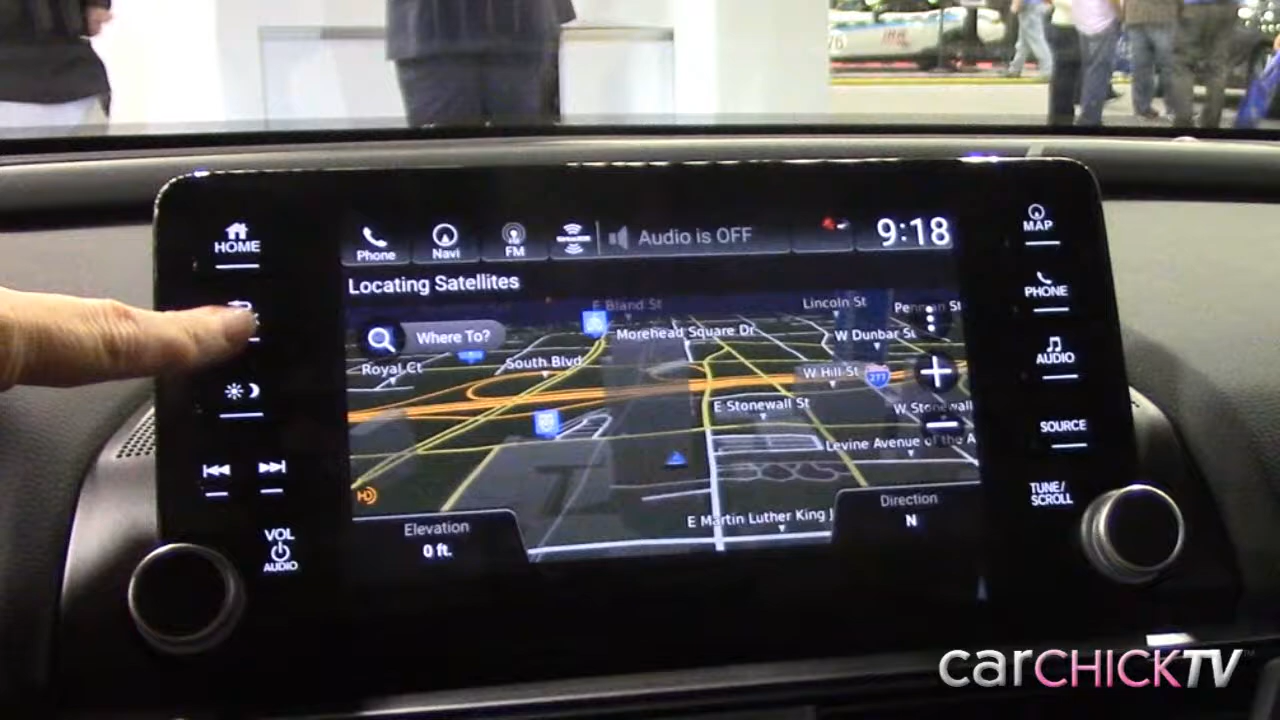 HOME
Phone
Navi
FM
Audio is OFF
9:18
MAP
Locating Satellites
PHONE
E Bland St
Lincoln St
Where To?
Morehead Square Dr
W Dunbar St
Royal Ct
South Blvd
W Hill St
277
AUDIO
E Stonewall St
W Stonewall
SOURCE
Levine Avenue of the A
Elevation
0 ft.
E Martin Luther King J
Direction
N
TUNE/
SCROLL
VOL
AUDIO
carCHICKTV